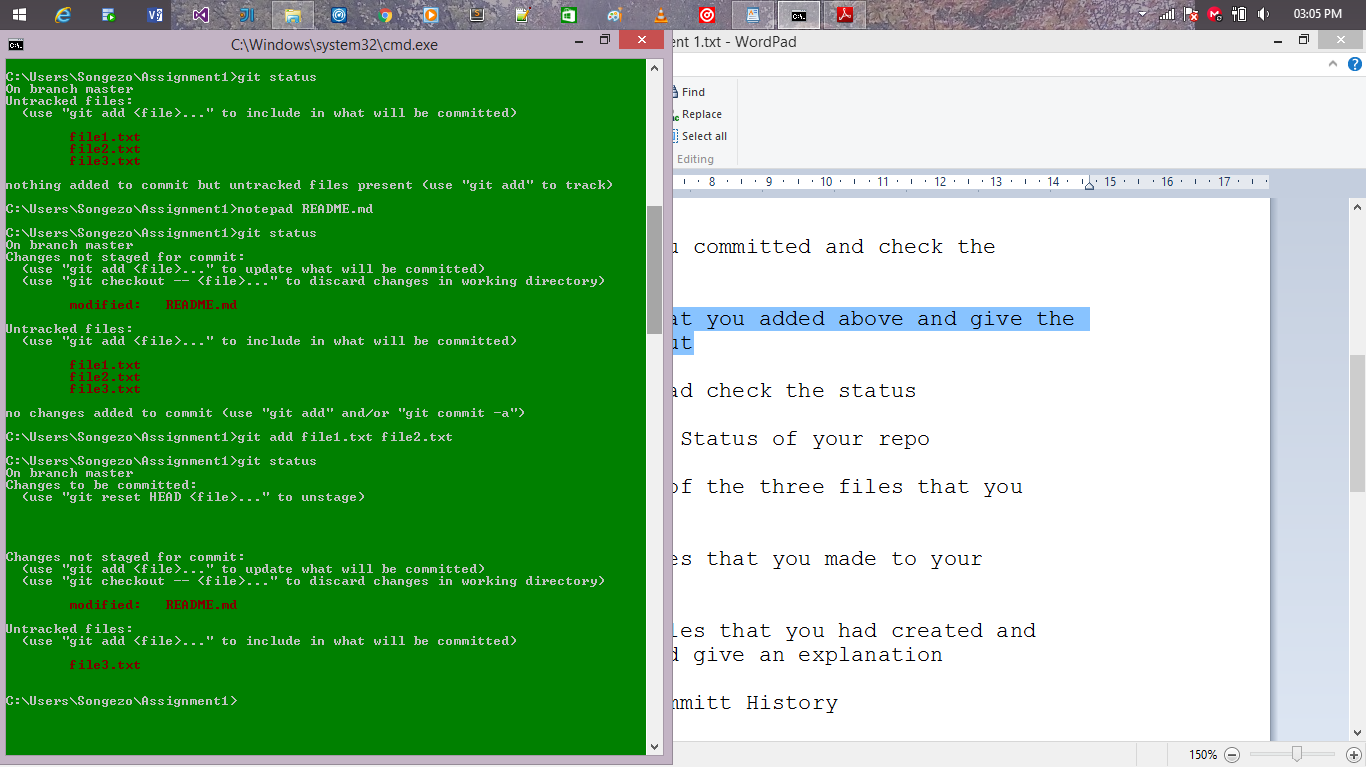 03:05 PM
C:\Windows\system32\cmd.exe
C:\Users\Songezo\Assignment1>git status
On branch master
Untracked files:
(use "git add <file>..." to include in what will be committed)
file1.txt
file2.txt
file3.txt
nothing added to commit but untracked files present (use "git add" to track)
C:\Users\Songezo\Assignment1>notepad README.md
C:\Users\Songezo\Assignment1>git status
On branch master
Changes not staged for commit:
(use "git add <file>..." to update what will be committed)
(use "git checkout -- <file>..." to discard changes in working directory)
modified:   README.md
Untracked files:
(use "git add <file>..." to include in what will be committed)
file1.txt
file2.txt
file3.txt
no changes added to commit (use "git add" and/or "git commit -a")
C:\Users\Songezo\Assignment1>git add file1.txt file2.txt
C:\Users\Songezo\Assignment1>git status
On branch master
Changes to be committed:
(use "git reset HEAD <file>..." to unstage)
Changes not staged for commit:
(use "git add <file>..." to update what will be committed)
(use "git checkout -- <file>..." to discard changes in working directory)
modified:   README.md
Untracked files:
(use "git add <file>..." to include in what will be committed)
file3.txt
C:\Users\Songezo\Assignment1>
ent 1.txt - WordPad
Find
Replace
Select all
Editing
8 9 10 11 12 13 14 15 16 17
u committed and check the
at you added above and give the
ut
ad check the status
Status of your repo
of the three files that you
es that you made to your
les that you had created and
d give an explanation
mmitt History
150%